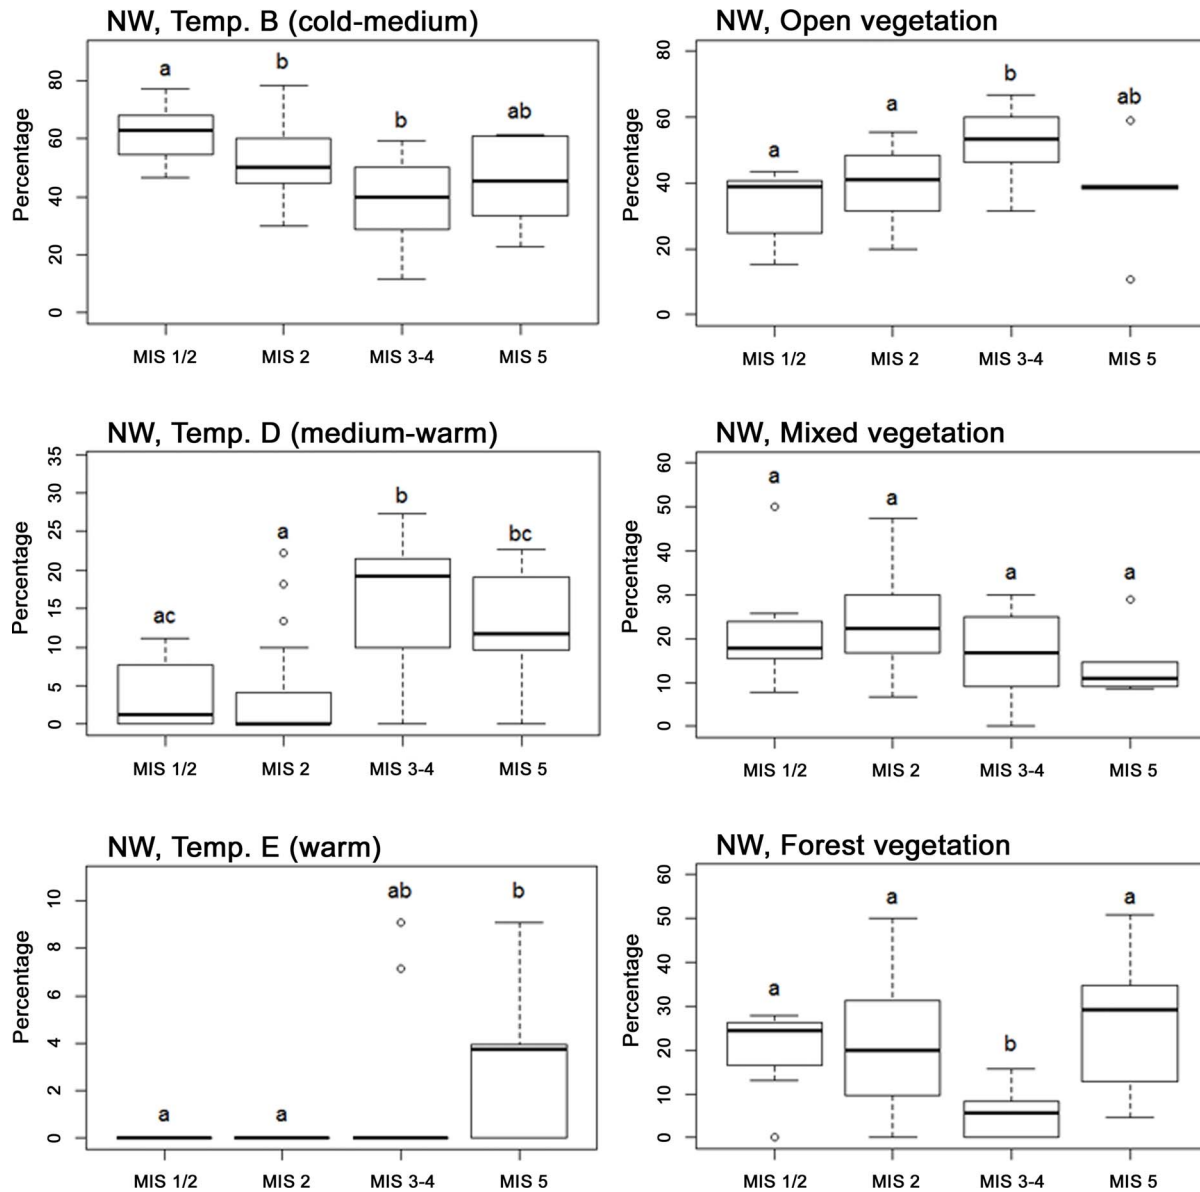 NW, Temp. B (cold-medium)
Percentage
80
60
40
20
0
a
b
b
ab
MIS 1/2
MIS 2
MIS 3-4
MIS 5
NW, Open vegetation
Percentage
80
60
40
20
0
a
a
b
ab
MIS 1/2
MIS 2
MIS 3-4
MIS 5
NW, Temp. D (medium-warm)
Percentage
35
30
25
20
15
10
5
0
ac
a
b
bc
MIS 1/2
MIS 2
MIS 3-4
MIS 5
NW, Mixed vegetation
Percentage
60
50
40
30
20
10
0
a
a
a
a
MIS 1/2
MIS 2
MIS 3-4
MIS 5
NW, Temp. E (warm)
Percentage
10
8
6
4
2
0
a
a
ab
b
MIS 1/2
MIS 2
MIS 3-4
MIS 5
NW, Forest vegetation
Percentage
60
50
40
30
20
10
0
a
a
b
a
MIS 1/2
MIS 2
MIS 3-4
MIS 5